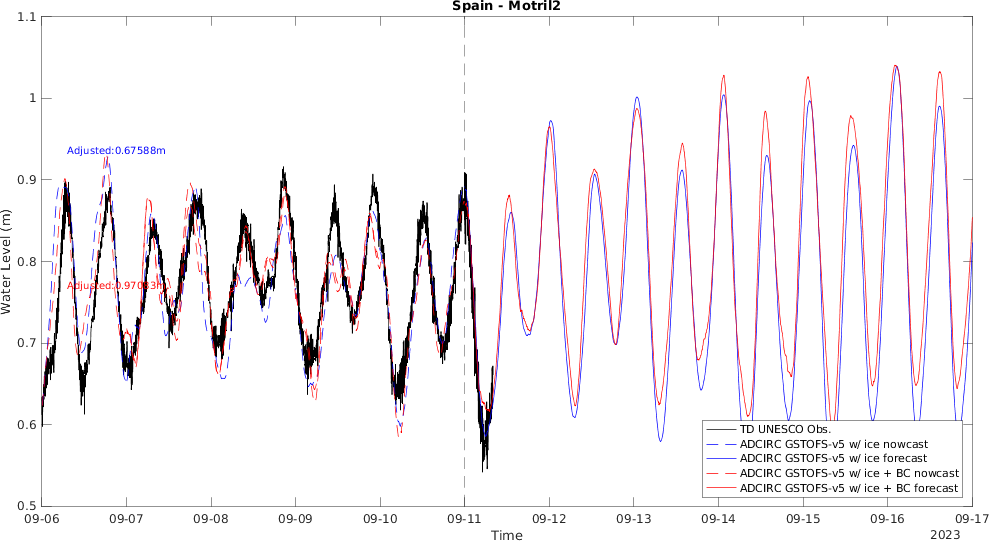 Spain - Motril2
1.1
1
0.9
0.8
0.7
0.6
0.5
Water Level (m)
Adjusted:0.67588m
TD UNESCO Obs.
ADCIRC GSTOFS-v5 w/ ice nowcast
ADCIRC GSTOFS-v5 w/ ice forecast
ADCIRC GSTOFS-v5 w/ ice + BC nowcast
ADCIRC GSTOFS-v5 w/ ice + BC forecast
09-06 09-07 09-08 09-09 09-10 09-11 09-12 09-13 09-14 09-15 09-16 09-17
Time
2023